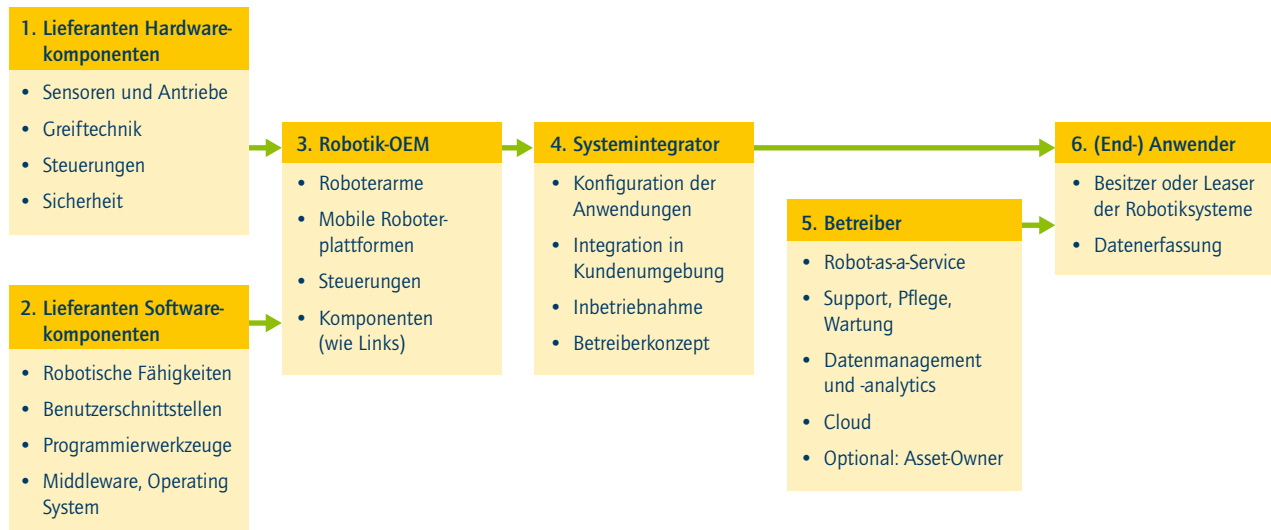 1. Lieferanten Hardware-
komponenten
• Sensoren und Antriebe
• Greiftechnik
• Steuerungen
• Sicherheit
2. Lieferanten Software-
komponenten
• Robotische Fähigkeiten
• Benutzerschnittstellen
• Programmierwerkzeuge
• Middleware, Operating
System
3. Robotik-OEM
• Roboterarme
• Mobile Roboter-
plattformen
• Steuerungen
• Komponenten
(wie Links)
4. Systemintegrator
• Konfiguration der
Anwendungen
• Integration in
Kundenumgebung
• Inbetriebnahme
• Betreiberkonzept
5. Betreiber
• Robot-as-a-Service
• Support, Pflege,
Wartung
• Datenmanagement
und -analytics
• Cloud
• Optional: Asset-Owner
6. (End-) Anwender
• Besitzer oder Leaser
der Robotiksysteme
• Datenerfassung